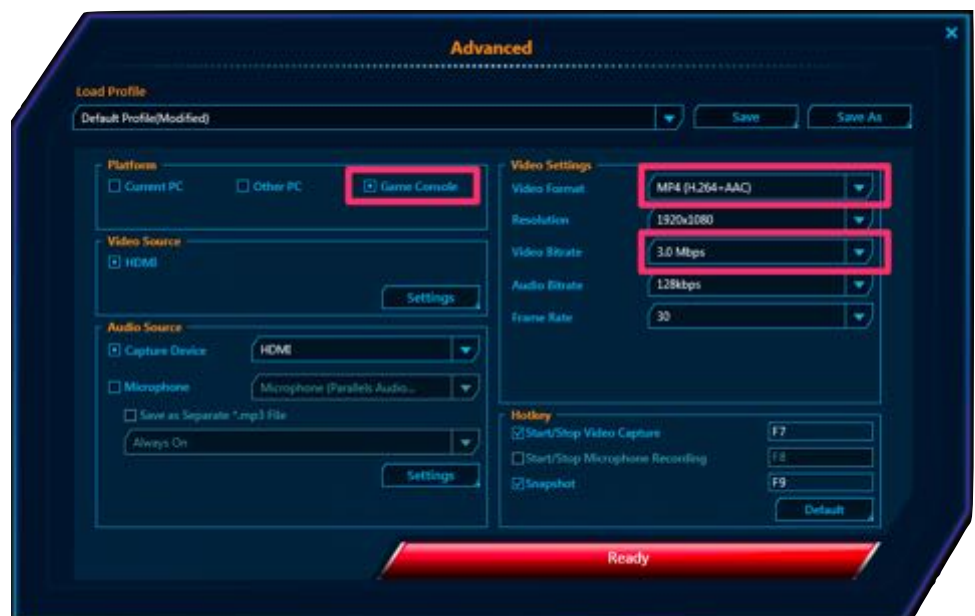 Advanced
Load Profile
Default Profile(Modified)
Save
Save As
Platform
Current PC
Other PC
Game Console
Video Source
HDMI
Settings
Audio Source
Capture Device
HDMI
Microphone
Microphone (Parallels Audio...
Save as Separate *.mp3 File
Always On
Settings
Video Settings
Video Format
MP4 (H.264+AAC)
Resolution
1920x1080
Video Bitrate
3.0 Mbps
Audio Bitrate
128kbps
Frame Rate
30
Hotkey
Start/Stop Video Capture
F7
Start/Stop Microphone Recording
F8
Snapshot
F9
Default
Ready